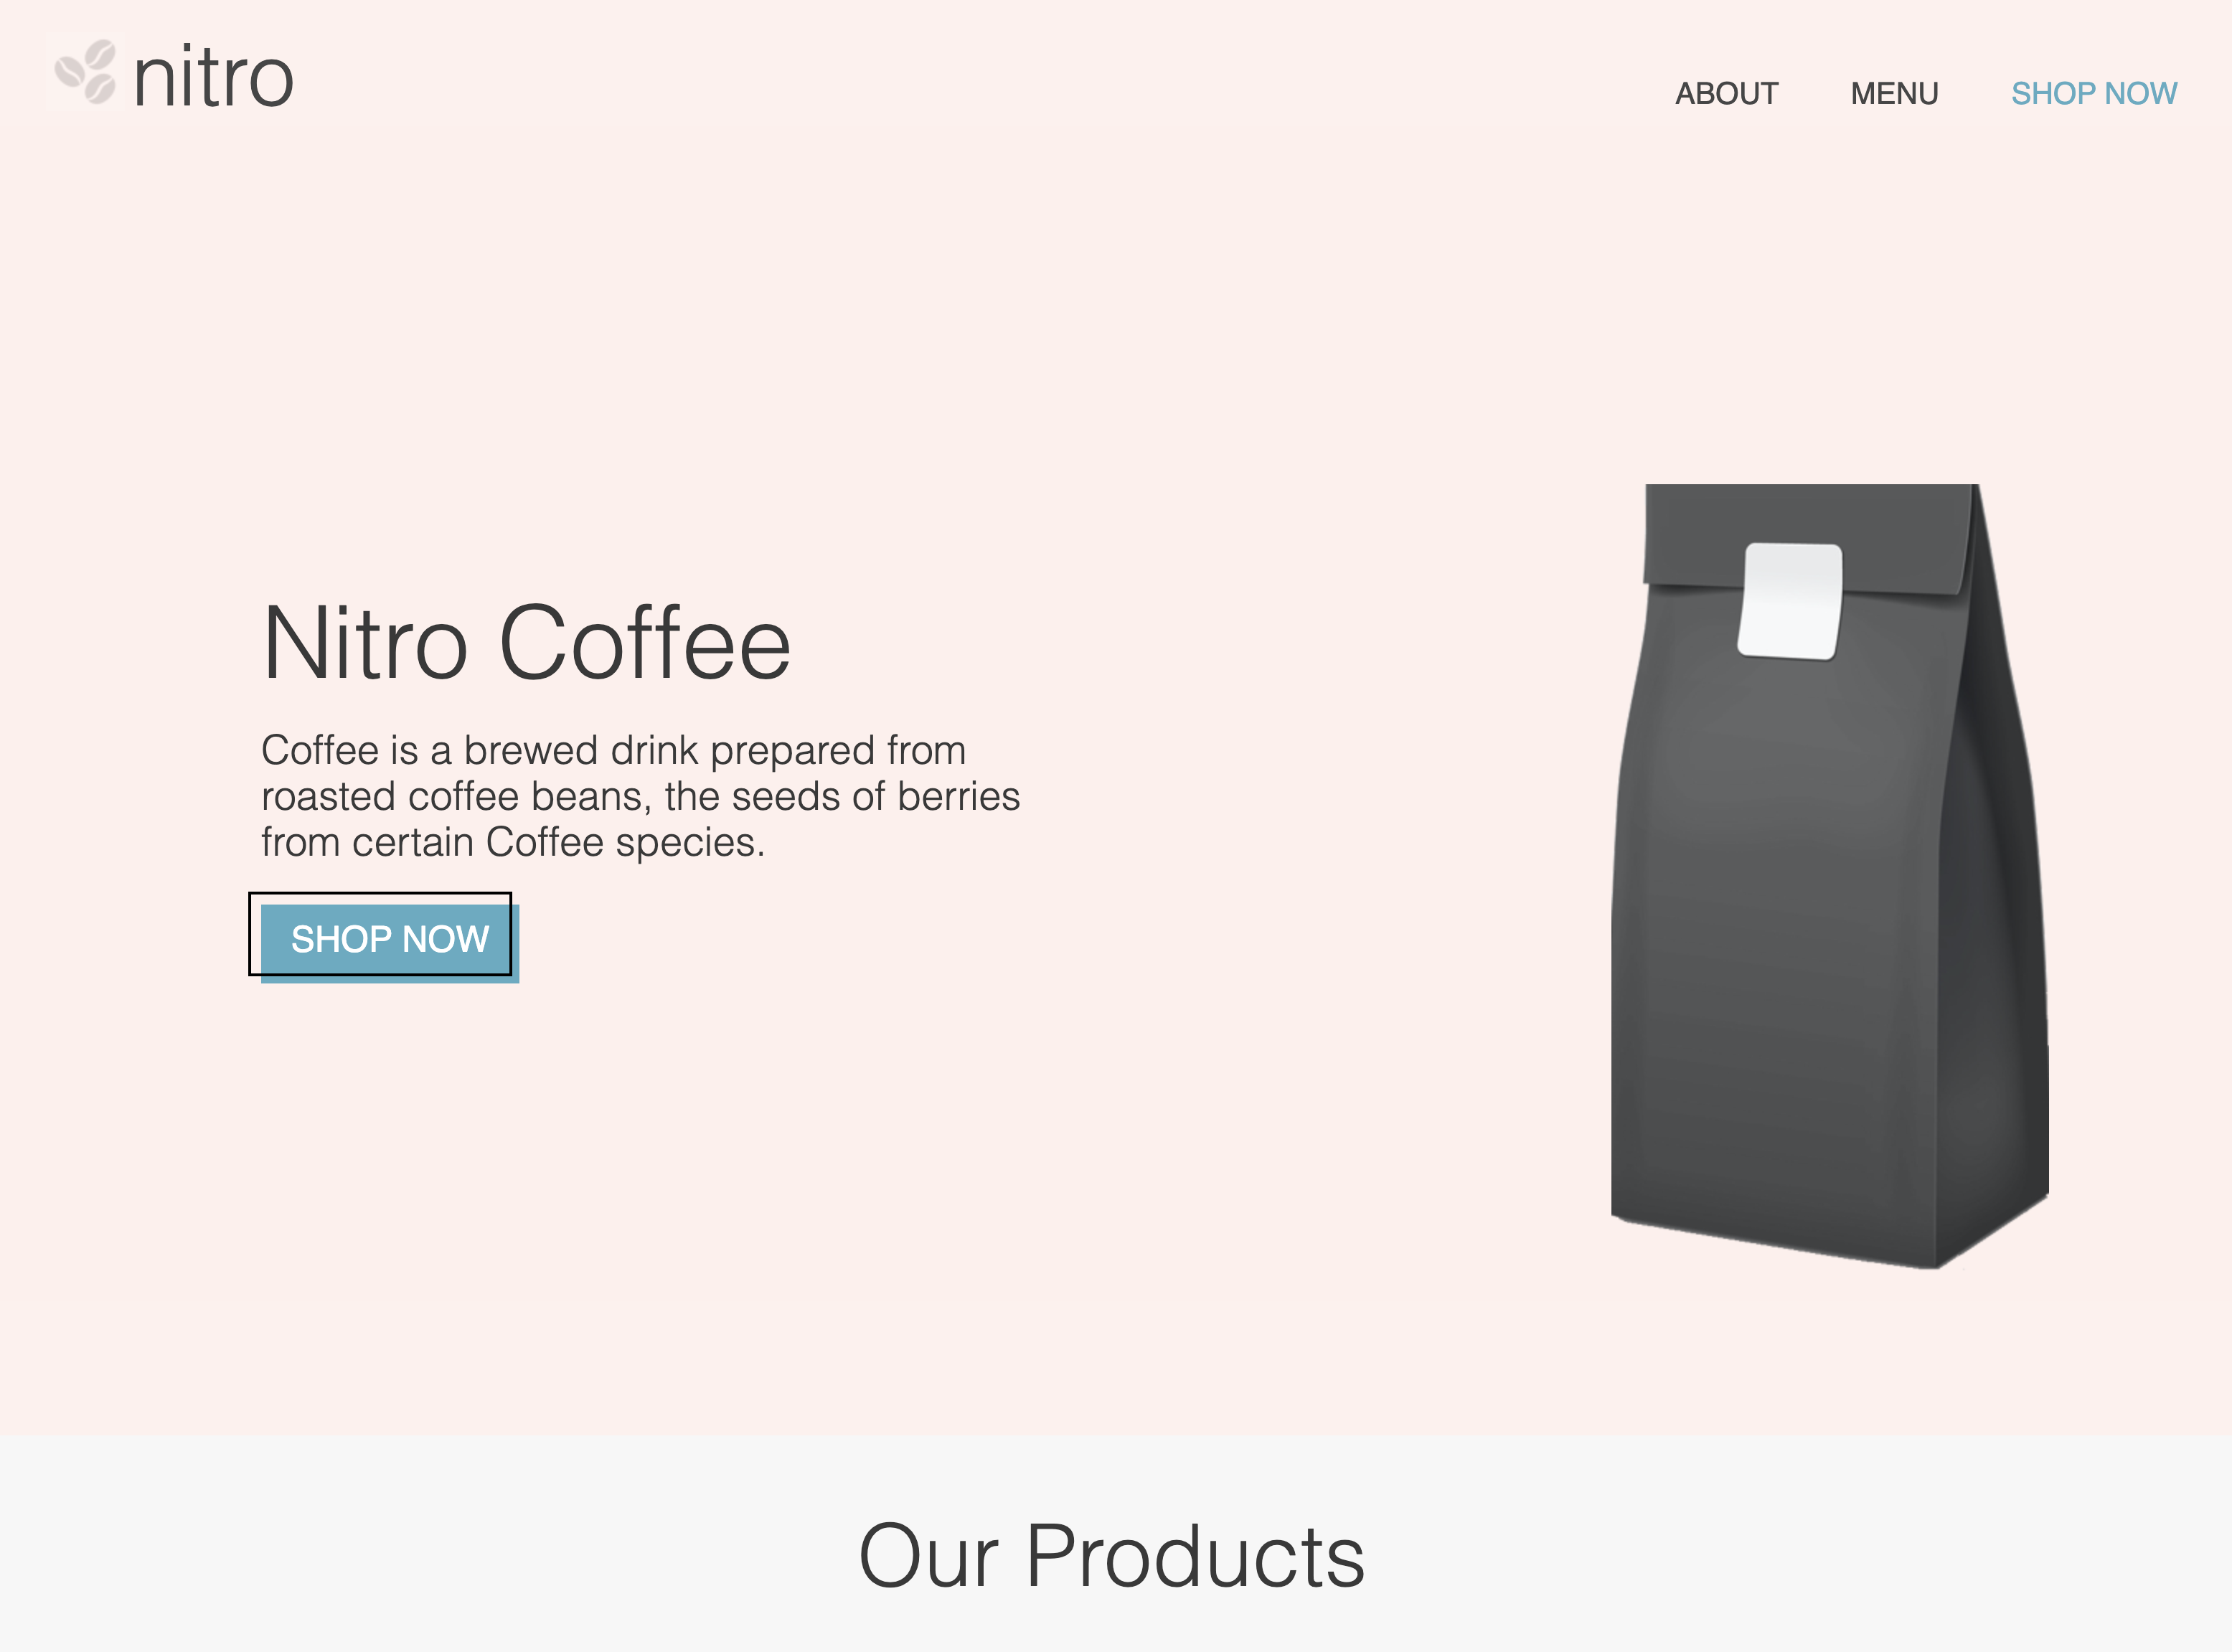 nitro
ABOUT MENU SHOP NOW
Nitro Coffee
Coffee is a brewed drink prepared from
roasted coffee beans, the seeds of berries
from certain Coffee species.
SHOP NOW
Our Products